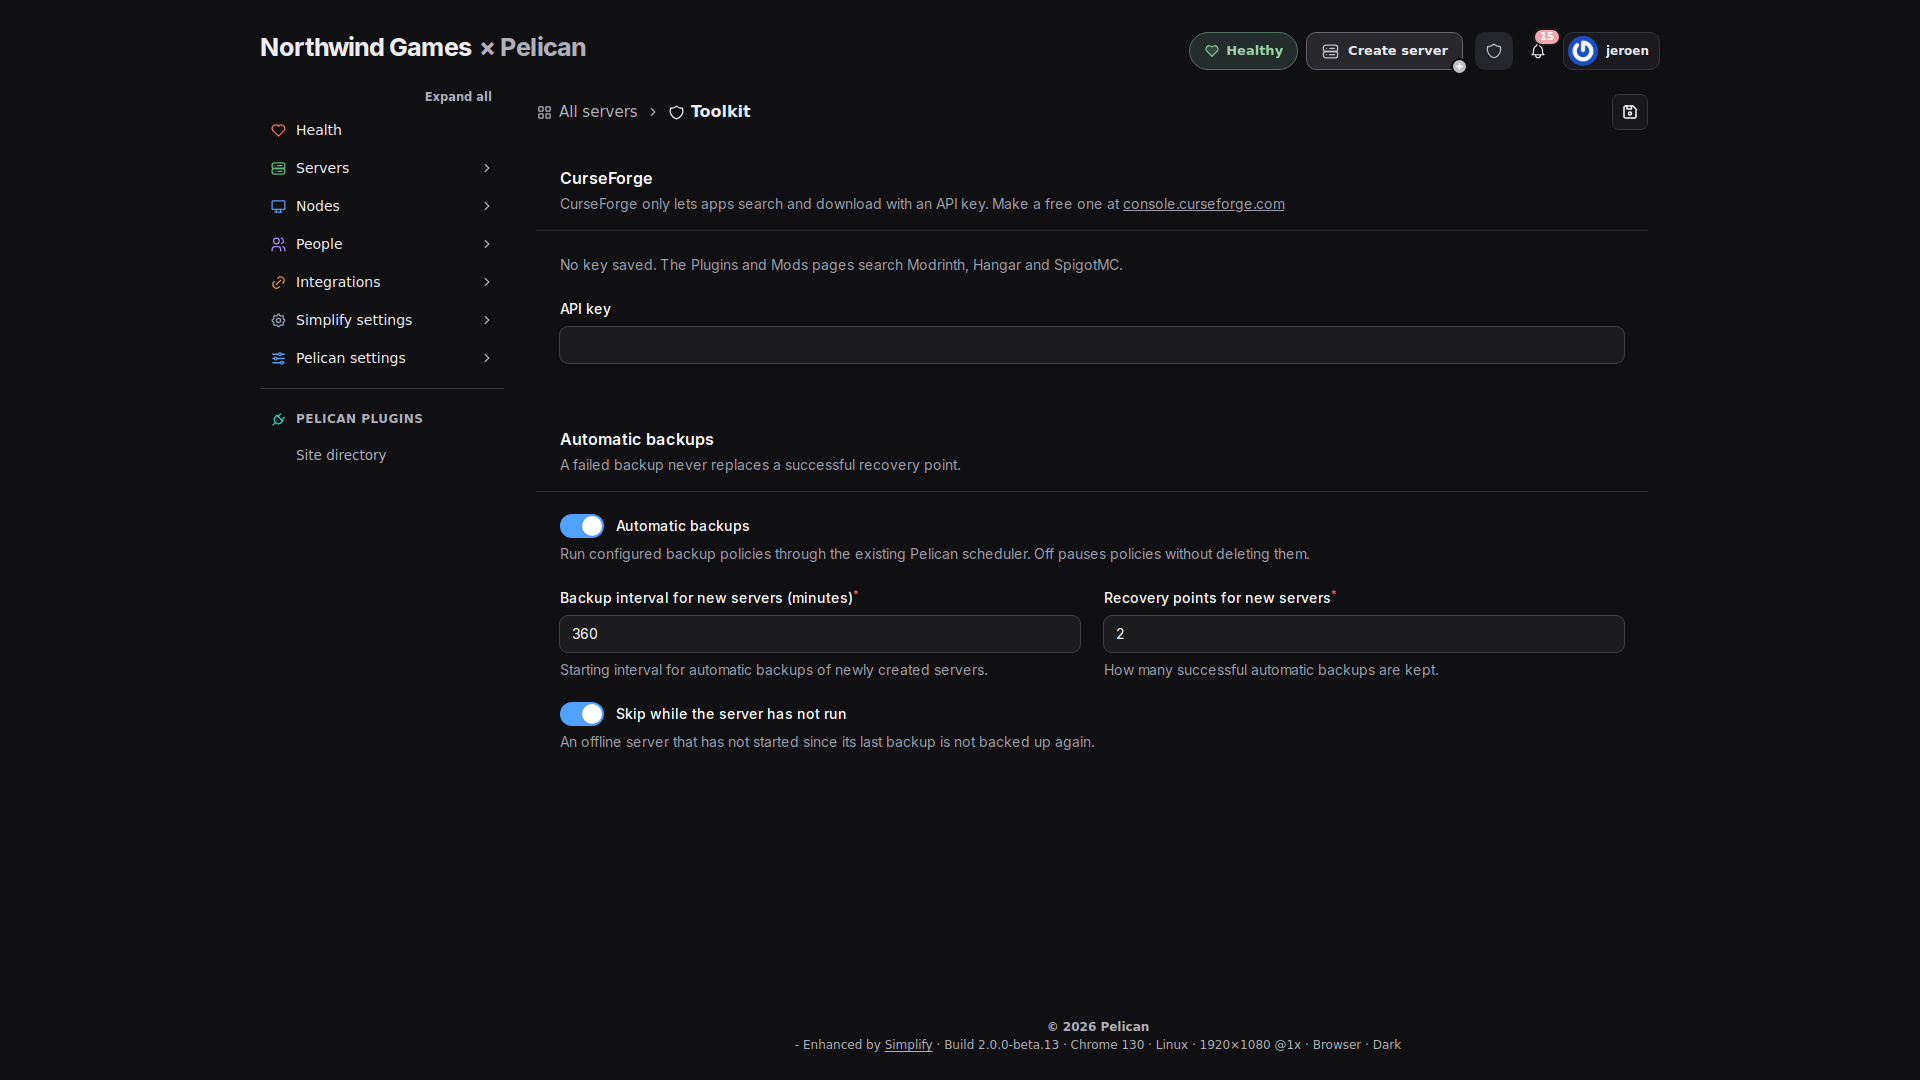 Northwind Games × Pelican
Healthy
Create server
15
jeroen
Expand all
Health
Servers
Nodes
People
Integrations
Simplify settings
Pelican settings
PELICAN PLUGINS
Site directory
All servers > Toolkit
CurseForge
CurseForge only lets apps search and download with an API key. Make a free one at console.curseforge.com
No key saved. The Plugins and Mods pages search Modrinth, Hangar and SpigotMC.
API key
Automatic backups
A failed backup never replaces a successful recovery point.
Automatic backups
Run configured backup policies through the existing Pelican scheduler. Off pauses policies without deleting them.
Backup interval for new servers (minutes)*
360
Starting interval for automatic backups of newly created servers.
Recovery points for new servers*
2
How many successful automatic backups are kept.
Skip while the server has not run
An offline server that has not started since its last backup is not backed up again.
© 2026 Pelican
- Enhanced by Simplify · Build 2.0.0-beta.13 · Chrome 130 · Linux · 1920×1080 @1x · Browser · Dark